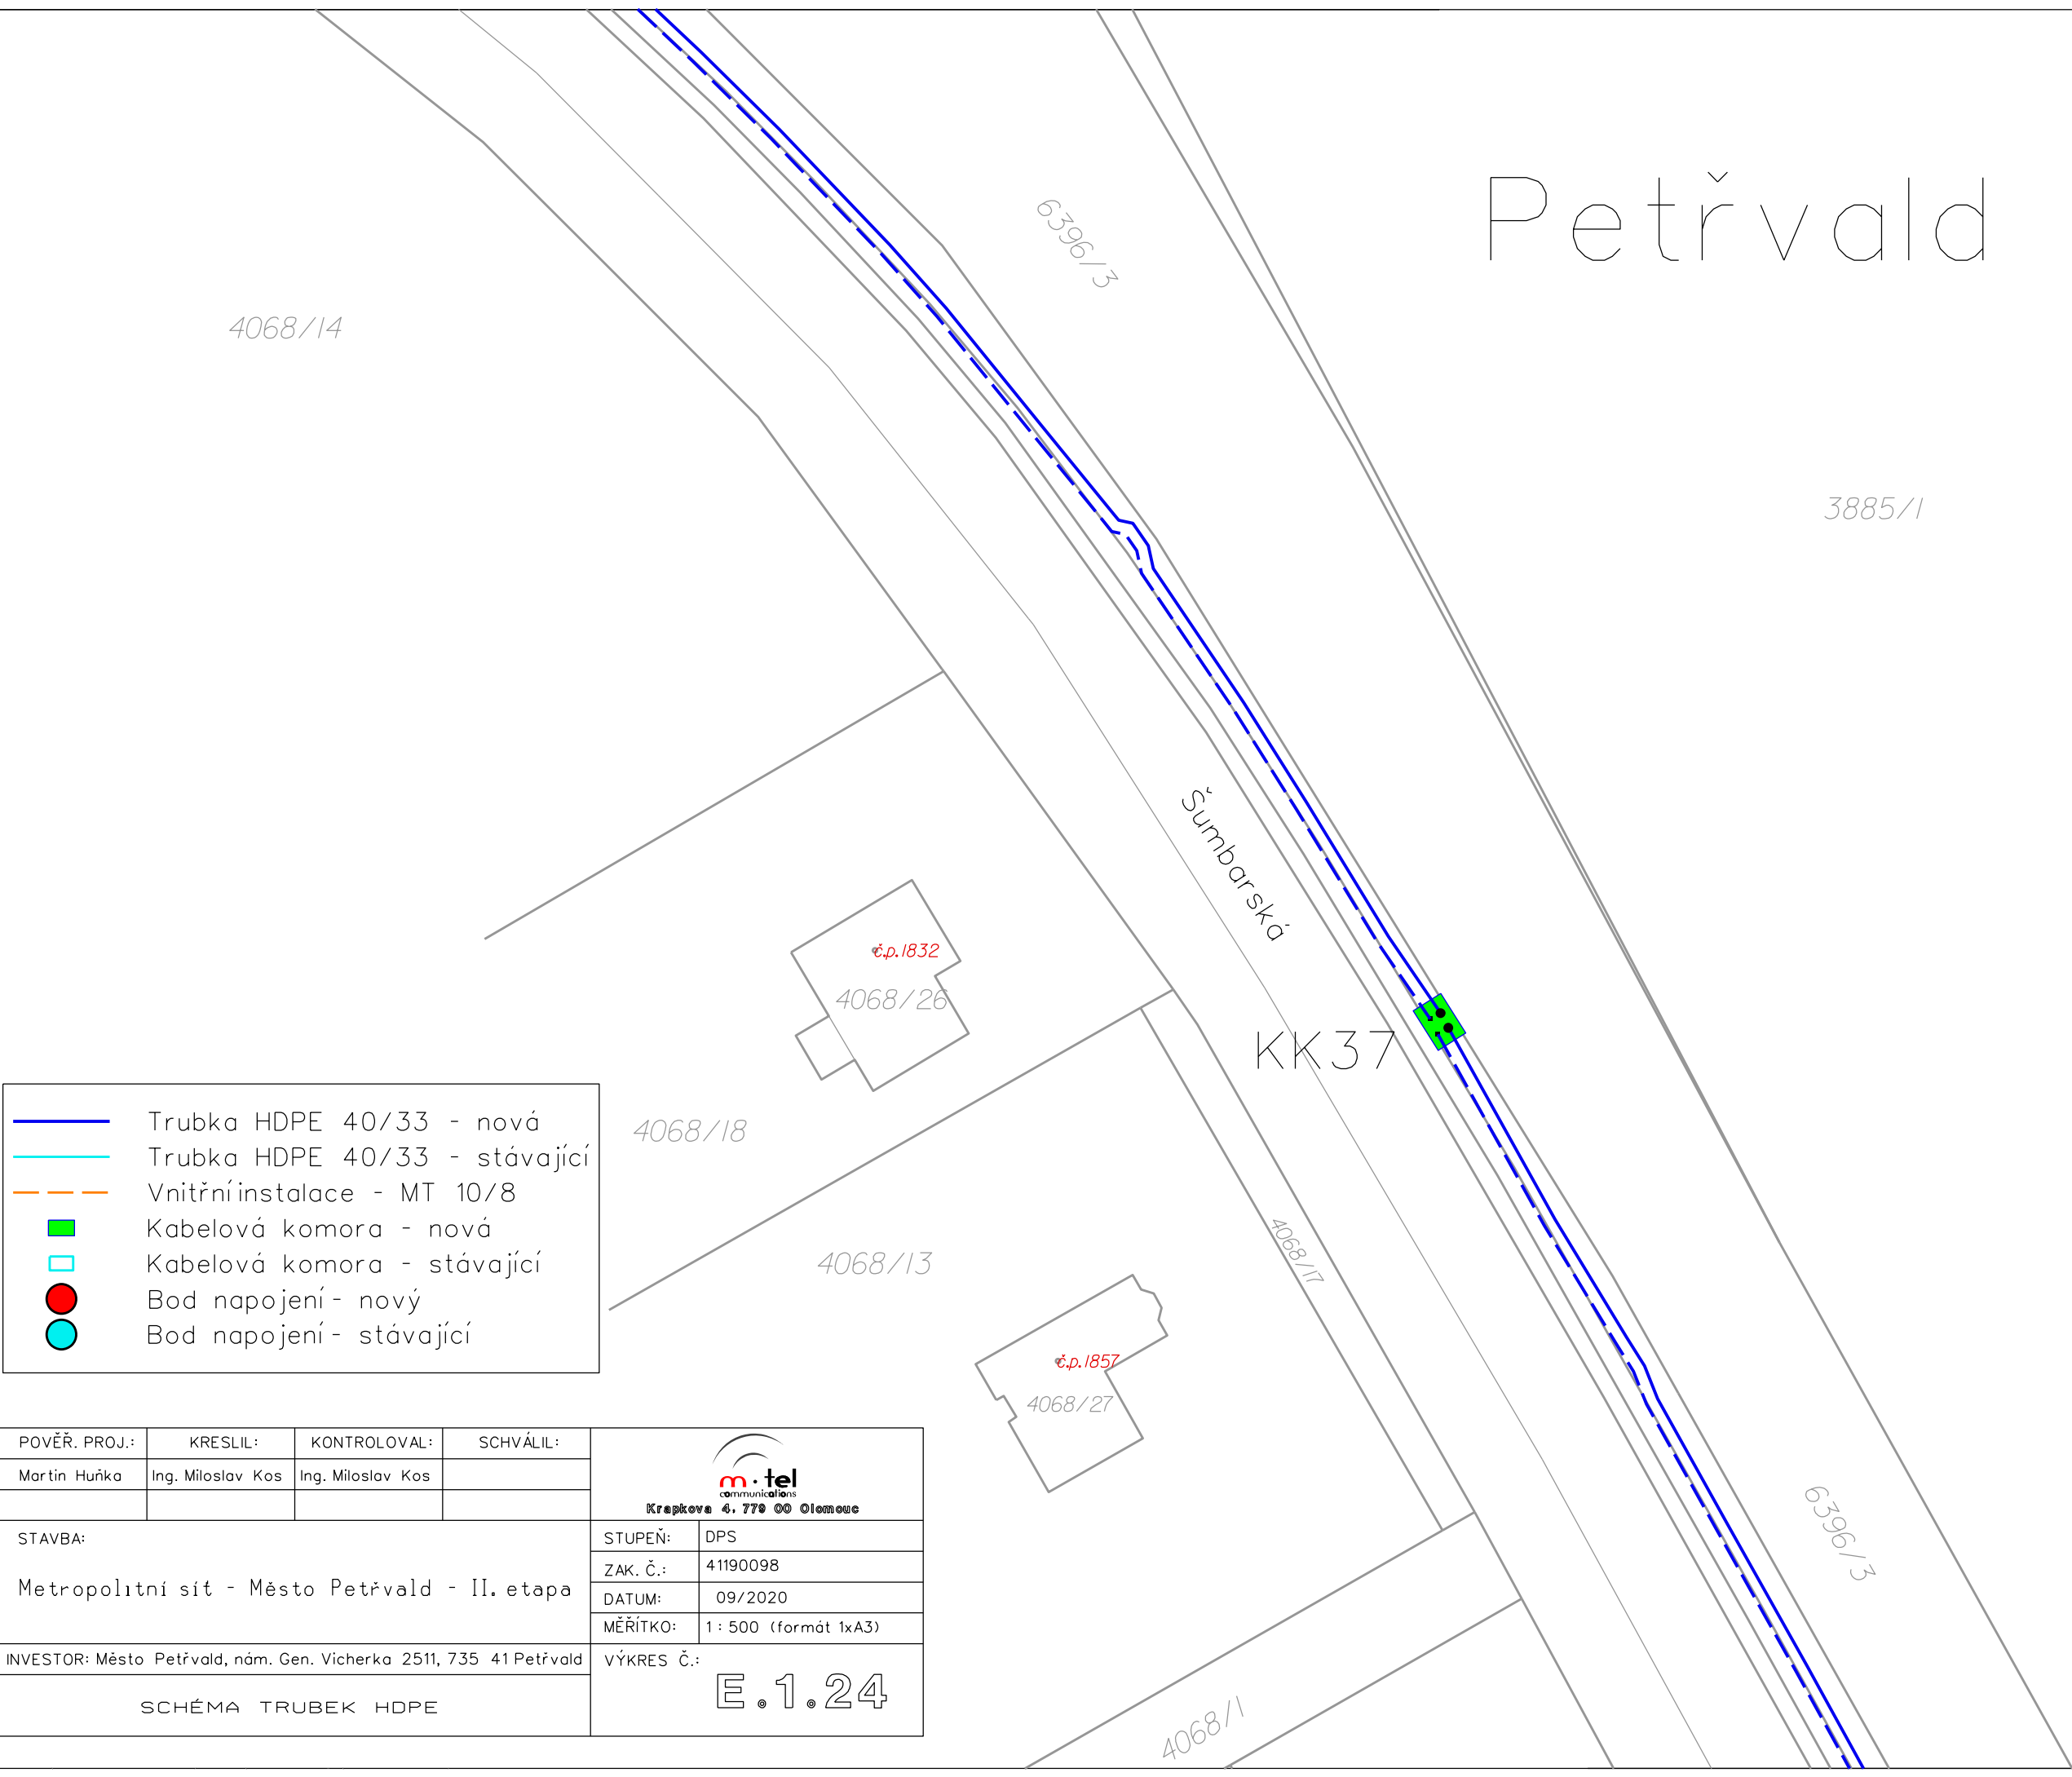 Petřvald
6396/3
4068/14
3885/1
Šumbarská
č.p.1832
4068/26
KK37
4068/18
4068/13
4068/17
č.p.1857
4068/27
6396/3
4068/1
Trubka HDPE 40/33 - nová
Trubka HDPE 40/33 - stávající
Vnitřní instalace - MT 10/8
Kabelová komora - nová
Kabelová komora - stávající
Bod napojení - nový
Bod napojení - stávající
POVĚŘ. PROJ.: KRESLIL: KONTROLOVAL: SCHVÁLIL:
Martin Huňka Ing. Miloslav Kos Ing. Miloslav Kos
m·tel
communications
Krapkova 4, 779 00 Olomouc
STAVBA:
Metropolitní síť - Město Petřvald - II. etapa
STUPEŇ: DPS
ZAK. Č.: 41190098
DATUM: 09/2020
MĚŘÍTKO: 1 : 500 (formát 1xA3)
INVESTOR: Město Petřvald, nám. Gen. Vicherka 2511, 735 41 Petřvald
SCHÉMA TRUBEK HDPE
VÝKRES Č.:
E.1.24